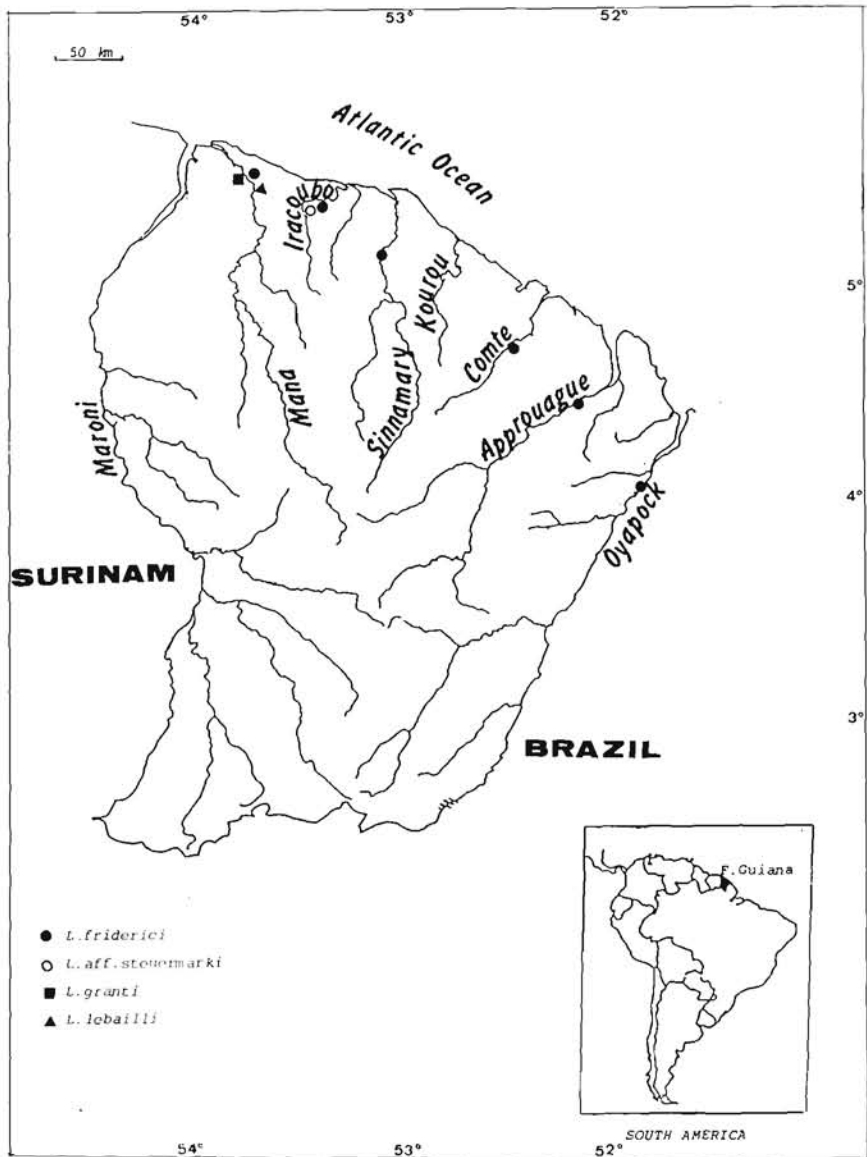 54° 53° 52°
50 km
Atlantic Ocean
Iracoubo
Kourou
5°
Comte
Sinnamary
Mana
Approuague
Maroni
4°
Oyapock
SURINAM
3°
BRAZIL
F.Guiana
L.friderici
L.aff.steuermarki
L.granti
L.lebailli
54° 53° 52°
SOUTH AMERICA